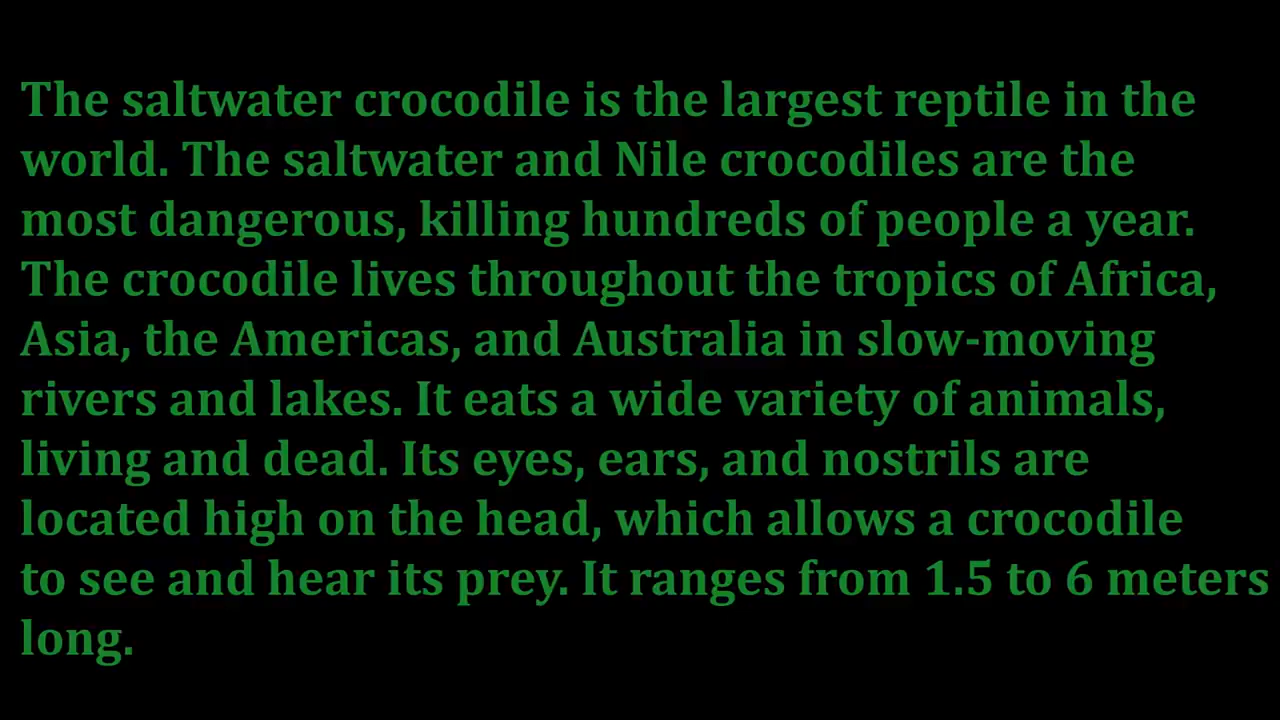 The saltwater crocodile is the largest reptile in the
world. The saltwater and Nile crocodiles are the
most dangerous, killing hundreds of people a year.
The crocodile lives throughout the tropics of Africa,
Asia, the Americas, and Australia in slow-moving
rivers and lakes. It eats a wide variety of animals,
living and dead. Its eyes, ears, and nostrils are
located high on the head, which allows a crocodile
to see and hear its prey. It ranges from 1.5 to 6 meters
long.